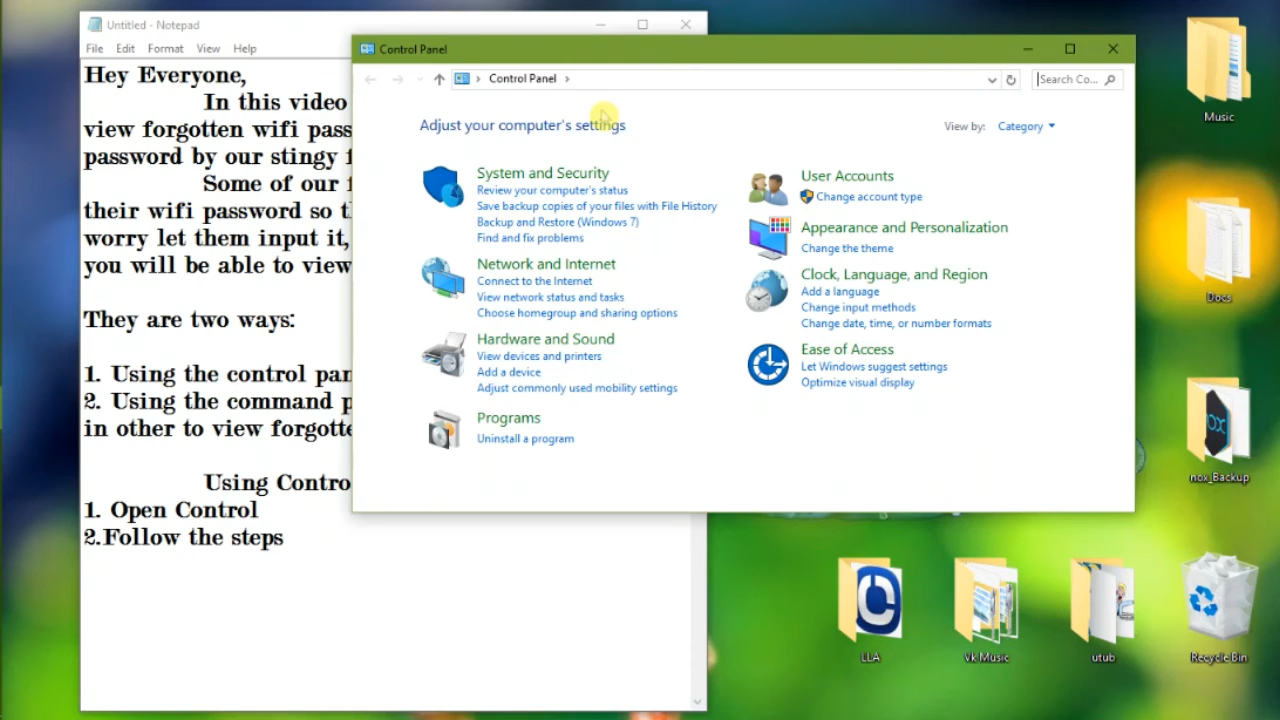 Untitled - Notepad
File Edit Format View Help
Hey Everyone,
In this video
view forgotten wifi pass
password by our stingy f
Some of our f
their wifi password so th
worry let them input it,
you will be able to view
They are two ways:
1. Using the control pan
2. Using the command p
in other to view forgotte
Using Contro
1. Open Control
2.Follow the steps
Control Panel
Control Panel
Search Co...
Adjust your computer's settings
View by: Category
System and Security
Review your computer's status
Save backup copies of your files with File History
Backup and Restore (Windows 7)
Find and fix problems
Network and Internet
Connect to the Internet
View network status and tasks
Choose homegroup and sharing options
Hardware and Sound
View devices and printers
Add a device
Adjust commonly used mobility settings
Programs
Uninstall a program
User Accounts
Change account type
Appearance and Personalization
Change the theme
Clock, Language, and Region
Add a language
Change input methods
Change date, time, or number formats
Ease of Access
Let Windows suggest settings
Optimize visual display
Music
Docs
nox_Backup
LLA
Vk Music
utub
Recycle Bin